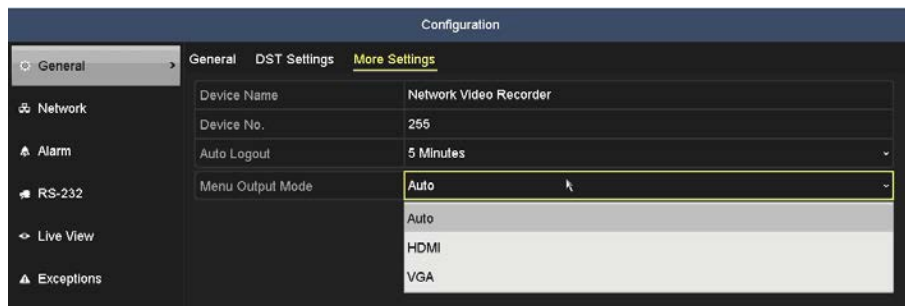 Configuration
General
Network
Alarm
RS-232
Live View
Exceptions
General DST Settings More Settings
Device Name Network Video Recorder
Device No. 255
Auto Logout 5 Minutes
Menu Output Mode Auto
Auto
HDMI
VGA